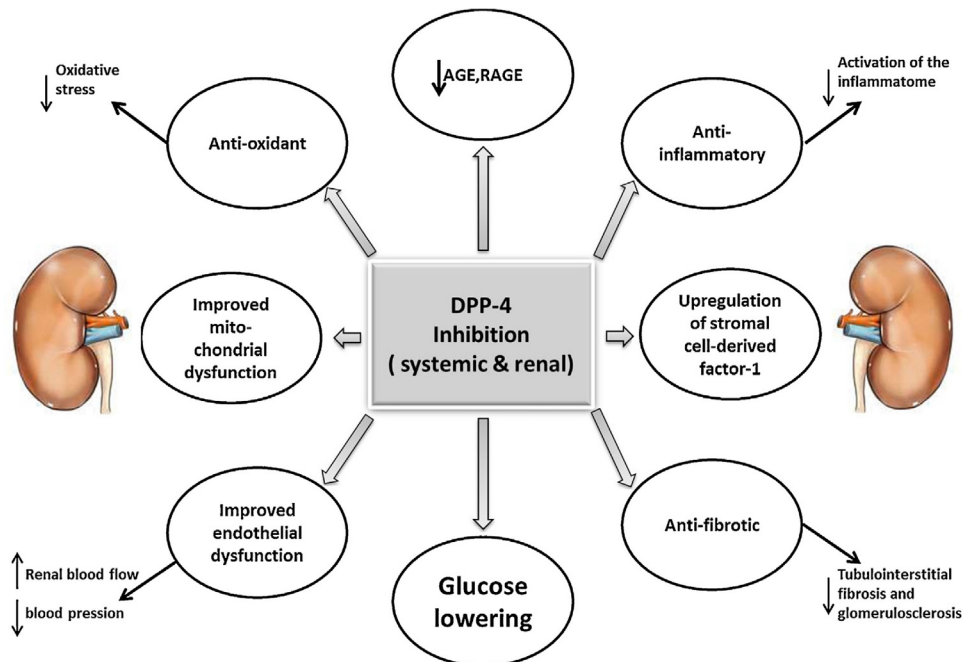 AGE,RAGE
Oxidative
stress
Anti-oxidant
Anti-
inflammatory
Activation of the
inflammatome
Improved
mito-
chondrial
dysfunction
DPP-4
Inhibition
( systemic & renal)
Upregulation
of stromal
cell-derived
factor-1
Improved
endothelial
dysfunction
Renal blood flow
blood pression
Glucose
lowering
Anti-fibrotic
Tubulointerstitial
fibrosis and
glomerulosclerosis